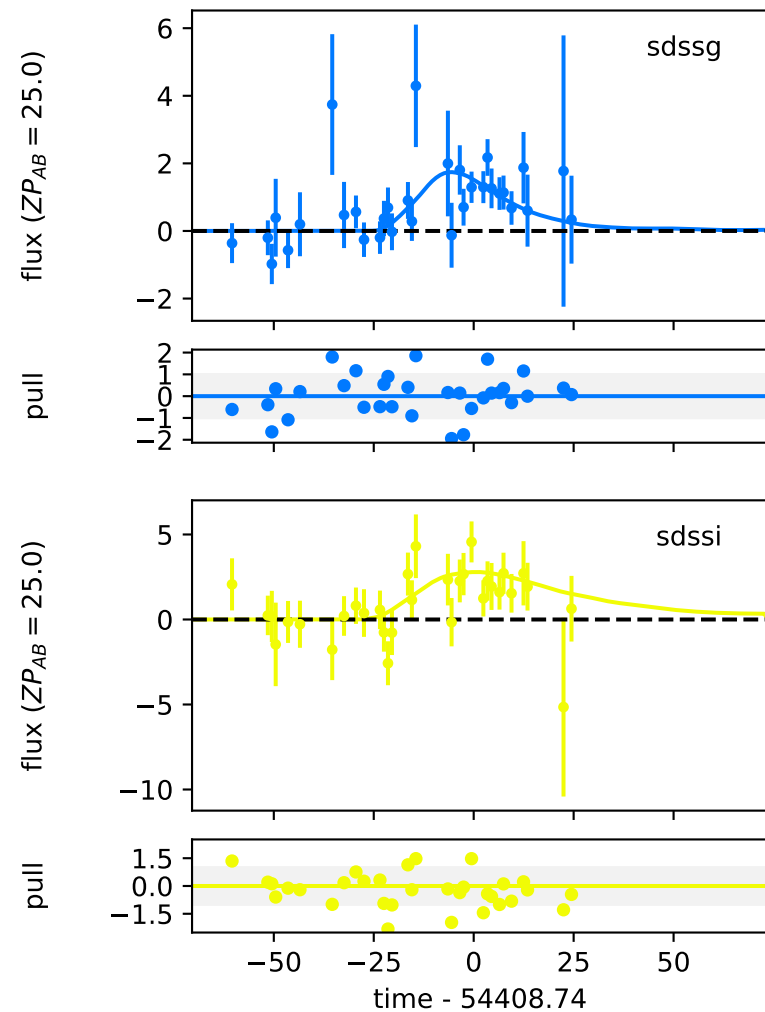 sdssg
flux (ZP_AB = 25.0)
6
4
2
0
−2
pull
2
1
0
−1
−2
sdssi
flux (ZP_AB = 25.0)
5
0
−5
−10
pull
1.5
0.0
−1.5
−50 −25 0 25 50
time - 54408.74